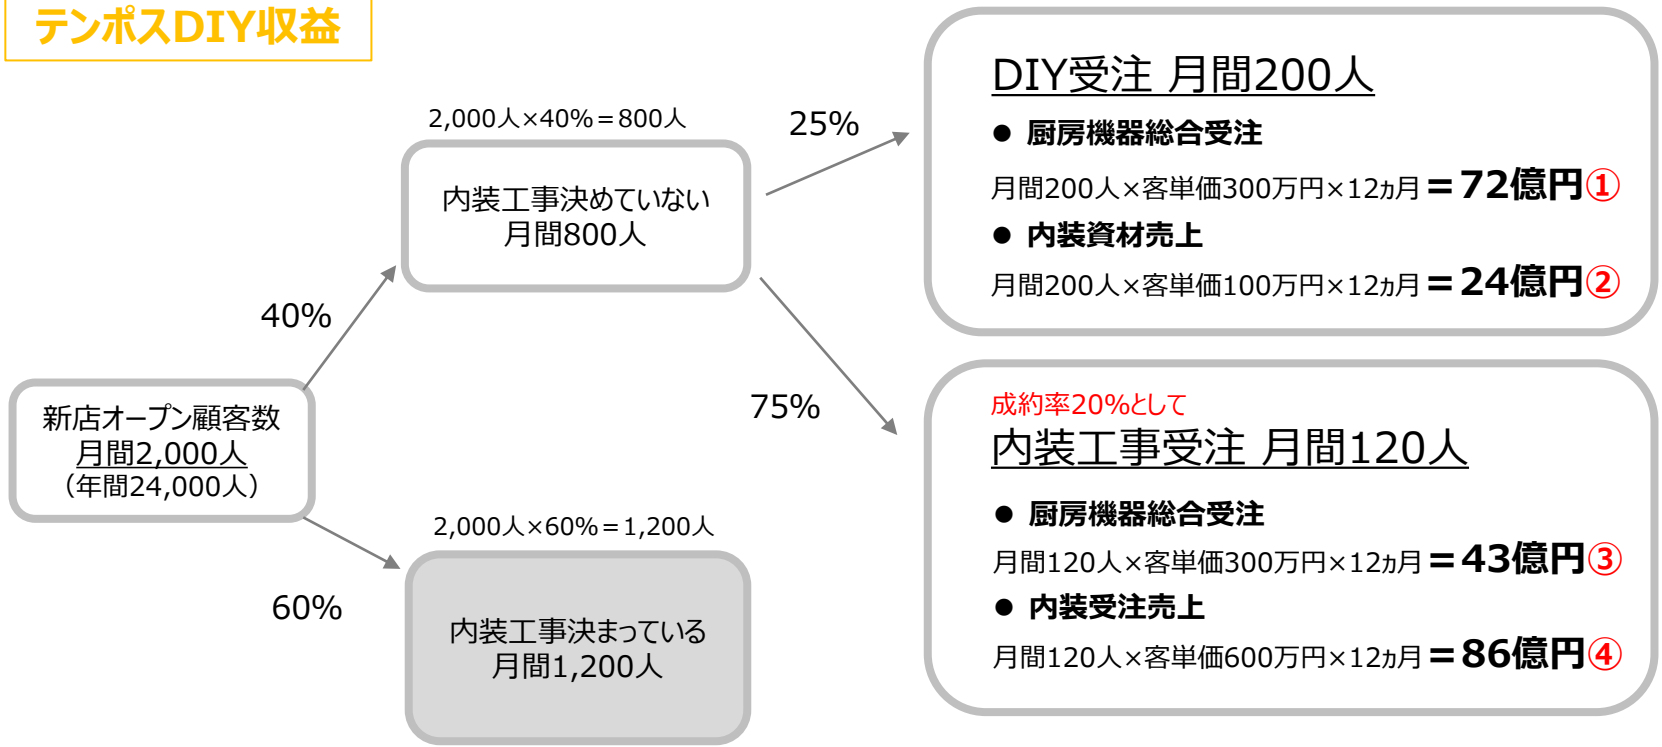 テンポスDIY収益
2,000人×40%＝800人
25%
内装工事決めていない
月間800人
40%
新店オープン顧客数
月間2,000人
（年間24,000人）
75%
2,000人×60%＝1,200人
60%
内装工事決まっている
月間1,200人
DIY受注 月間200人
● 厨房機器総合受注
月間200人×客単価300万円×12ヵ月＝72億円①
● 内装資材売上
月間200人×客単価100万円×12ヵ月＝24億円②
成約率20%として
内装工事受注 月間120人
● 厨房機器総合受注
月間120人×客単価300万円×12ヵ月＝43億円③
● 内装受注売上
月間120人×客単価600万円×12ヵ月＝86億円④